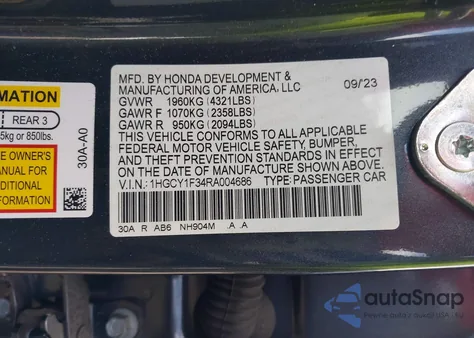 MATION
REAR 3
5kg or 850lbs.
E OWNER'S
ANUAL FOR
DITIONAL
ORMATION
30A-A0
MFD. BY HONDA DEVELOPMENT & 09/23
MANUFACTURING OF AMERICA, LLC
GVWR 1960KG (4321LBS)
GAWR F 1070KG (2358LBS)
GAWR R 950KG (2094LBS)
THIS VEHICLE CONFORMS TO ALL APPLICABLE
FEDERAL MOTOR VEHICLE SAFETY, BUMPER,
AND THEFT PREVENTION STANDARDS IN EFFECT
ON THE DATE OF MANUFACTURE SHOWN ABOVE.
V.I.N.:1HGCY1F34RA004686 TYPE:PASSENGER CAR
30A R AB6 NH904M .A .A
autoSnap